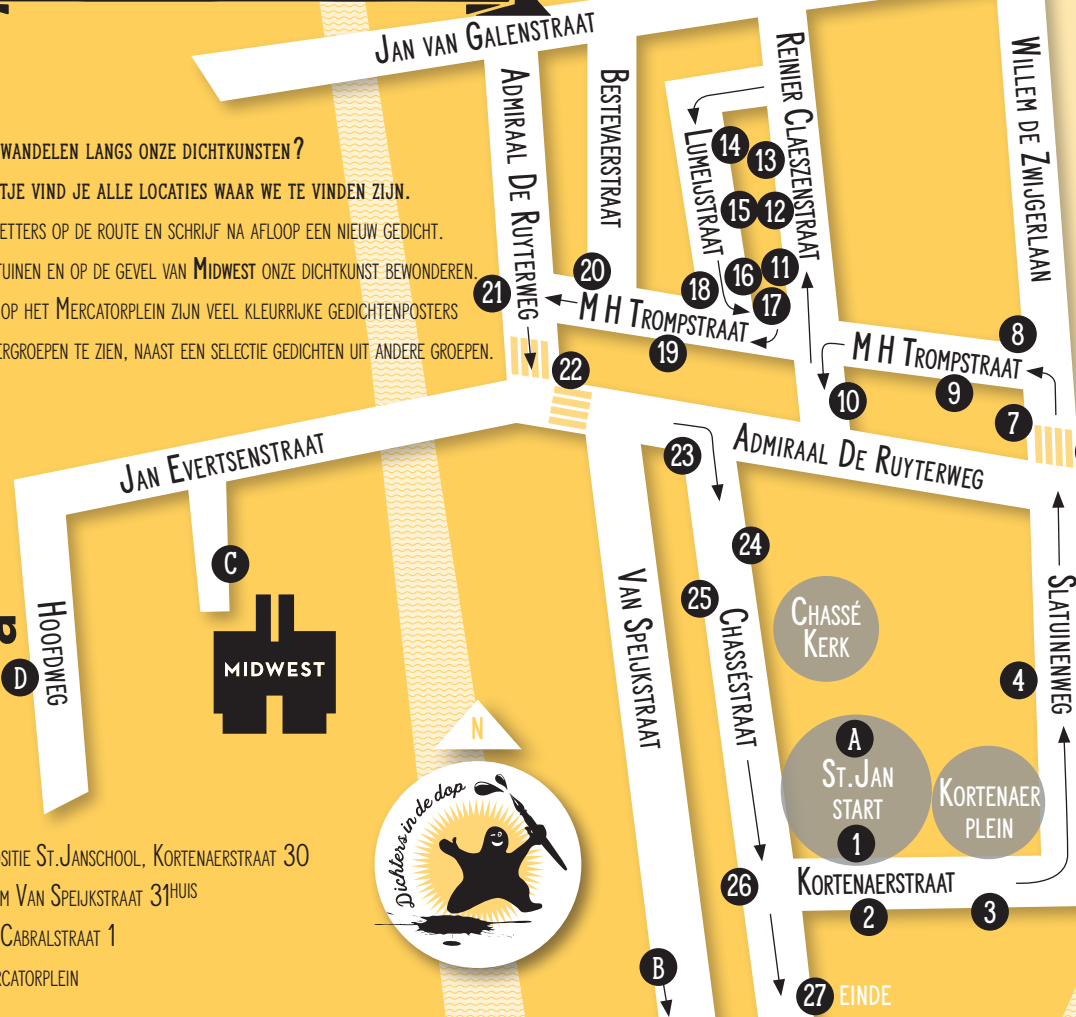 Jan van Galenstraat
Admiraal De Ruyterweg
Bestevaerstraat
Reinier Claeszenstraat
Willem de Zwijgerlaan
Lumeijstraat
wandelen langs onze dichtkunsten?
tje vind je alle locaties waar we te vinden zijn.
etters op de route en schrijf na afloop een nieuw gedicht.
tuinen en op de gevel van Midwest onze dichtkunst bewonderen.
op het Mercatorplein zijn veel kleurrijke gedichtenposters
ergroepen te zien, naast een selectie gedichten uit andere groepen.
14
13
15
12
16
11
18
17
20
21
M H Trompstraat
19
22
M H Trompstraat
8
9
10
7
23
Admiraal De Ruyterweg
Jan Evertsenstraat
C
24
25
Van Speijkstraat
Chasséstraat
Chassé
Kerk
Slatuinenweg
4
Hoofdweg
D
MIDWEST
N
Dichters in de dop
A
St.Jan
start
1
Kortenaer
plein
Kortenaerstraat
26
2
3
B
27 einde
sitie St.Janschool, Kortenaerstraat 30
m Van Speijkstraat 31huis
Cabralstraat 1
rcatorplein